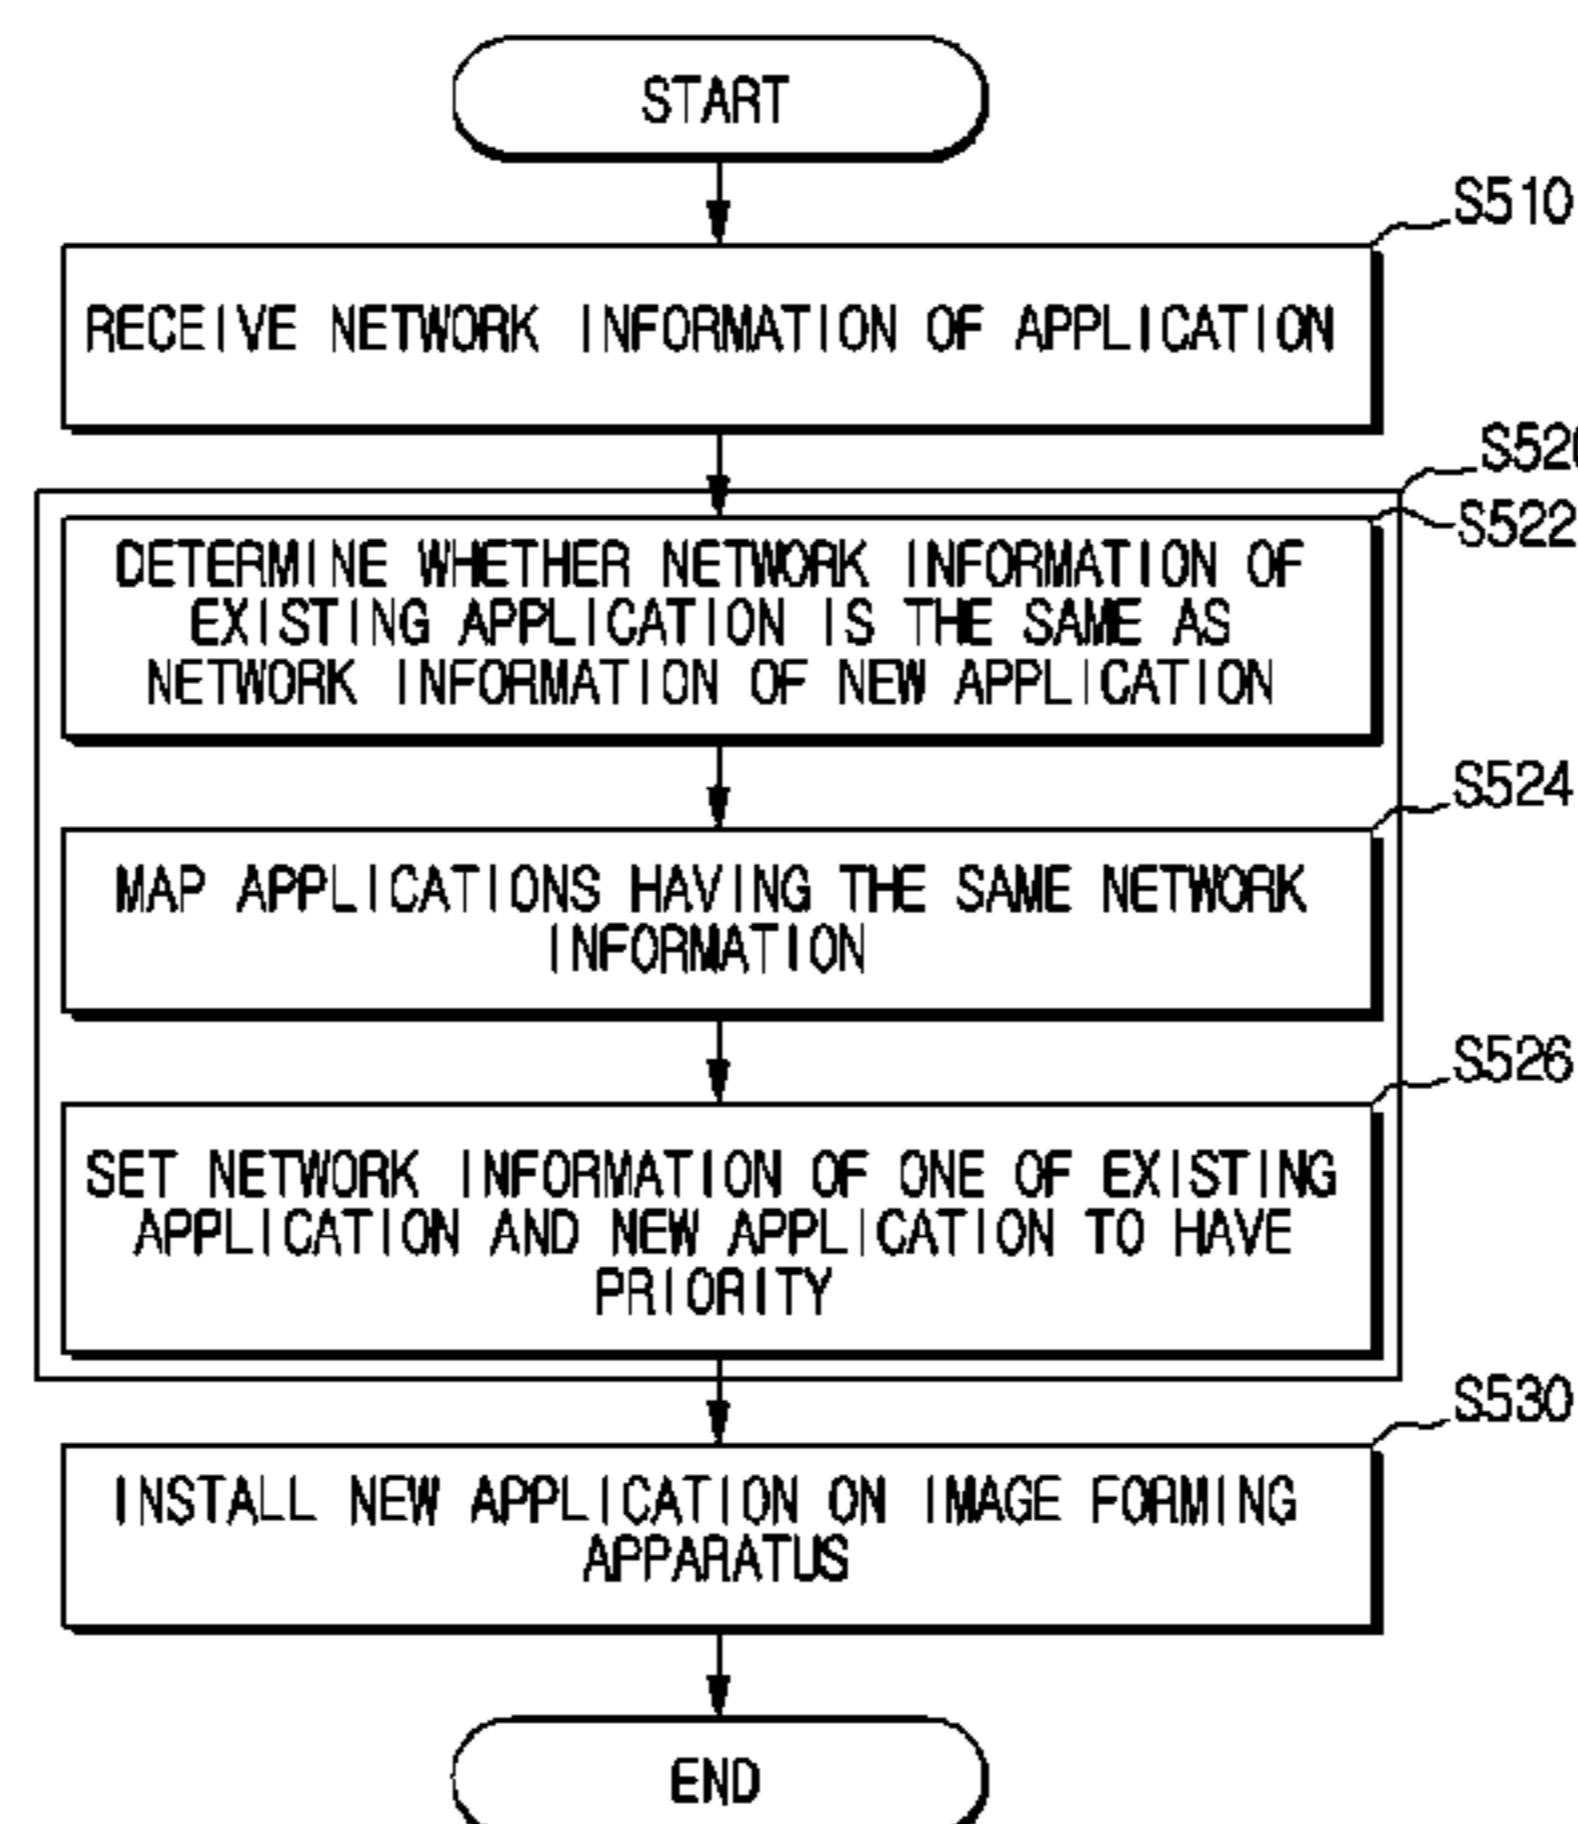 START
S510
RECEIVE NETWORK INFORMATION OF APPLICATION
S520
S522
DETERMINE WHETHER NETWORK INFORMATION OF
EXISTING APPLICATION IS THE SAME AS
NETWORK INFORMATION OF NEW APPLICATION
S524
MAP APPLICATIONS HAVING THE SAME NETWORK
INFORMATION
S526
SET NETWORK INFORMATION OF ONE OF EXISTING
APPLICATION AND NEW APPLICATION TO HAVE
PRIORITY
S530
INSTALL NEW APPLICATION ON IMAGE FORMING
APPARATUS
END